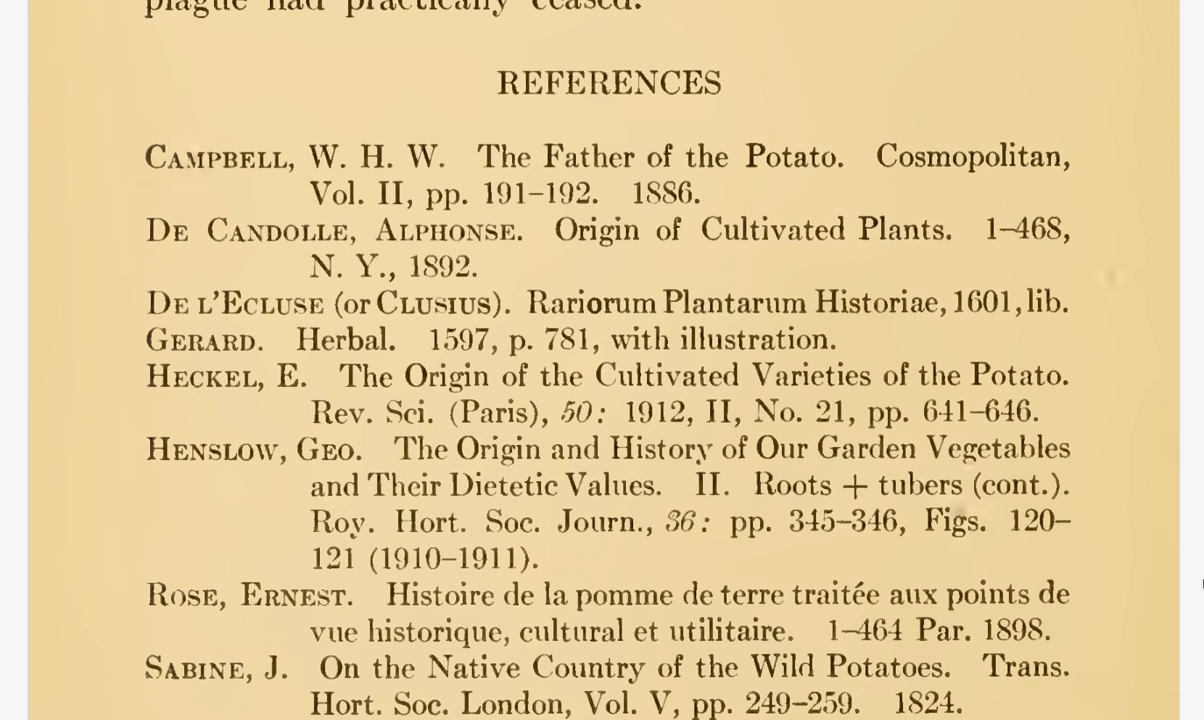 plague had practically ceased.
REFERENCES
CAMPBELL, W. H. W. The Father of the Potato. Cosmopolitan,
Vol. II, pp. 191–192. 1886.
DE CANDOLLE, ALPHONSE. Origin of Cultivated Plants. 1–468,
N. Y., 1892.
DE L'ECLUSE (or CLUSIUS). Rariorum Plantarum Historiae, 1601, lib.
GERARD. Herbal. 1597, p. 781, with illustration.
HECKEL, E. The Origin of the Cultivated Varieties of the Potato.
Rev. Sci. (Paris), 50: 1912, II, No. 21, pp. 641–646.
HENSLOW, GEO. The Origin and History of Our Garden Vegetables
and Their Dietetic Values. II. Roots + tubers (cont.).
Roy. Hort. Soc. Journ., 36: pp. 345–346, Figs. 120–
121 (1910–1911).
ROSE, ERNEST. Histoire de la pomme de terre traitée aux points de
vue historique, cultural et utilitaire. 1–464 Par. 1898.
SABINE, J. On the Native Country of the Wild Potatoes. Trans.
Hort. Soc. London, Vol. V, pp. 249–259. 1824.